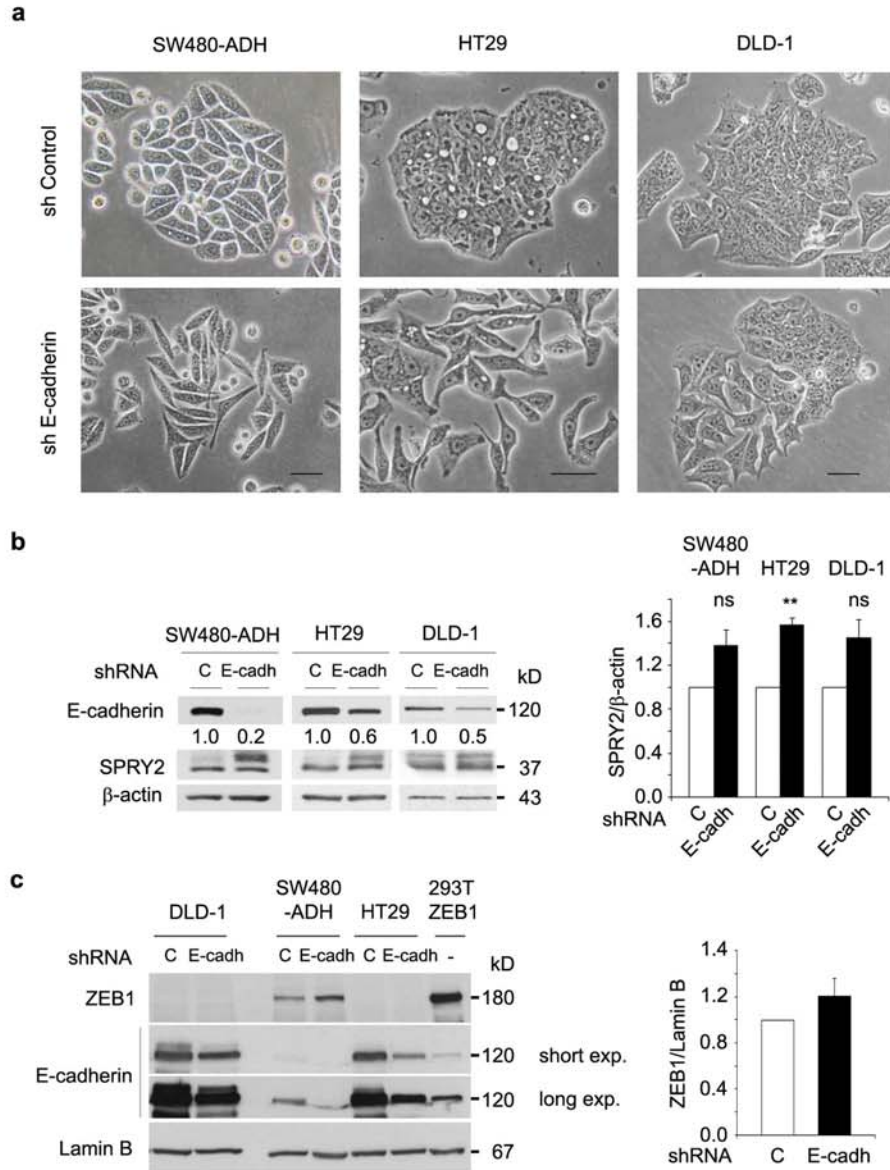 a
SW480-ADH HT29 DLD-1
sh Control
sh E-cadherin
b
SW480-ADH HT29 DLD-1
shRNA C E-cadh C E-cadh C E-cadh kD
E-cadherin 120
1.0 0.2 1.0 0.6 1.0 0.5
SPRY2 37
β-actin 43
SW480
-ADH HT29 DLD-1
ns ** ns
SPRY2/β-actin
1.6
1.2
0.8
0.4
0.0
shRNA C E-cadh C E-cadh C E-cadh
c
DLD-1 SW480
-ADH HT29 293T
ZEB1
shRNA C E-cadh C E-cadh C E-cadh - kD
ZEB1 180
E-cadherin
120 short exp.
120 long exp.
Lamin B 67
ZEB1/Lamin B
1.4
1.2
0.8
0.4
0.0
shRNA C E-cadh